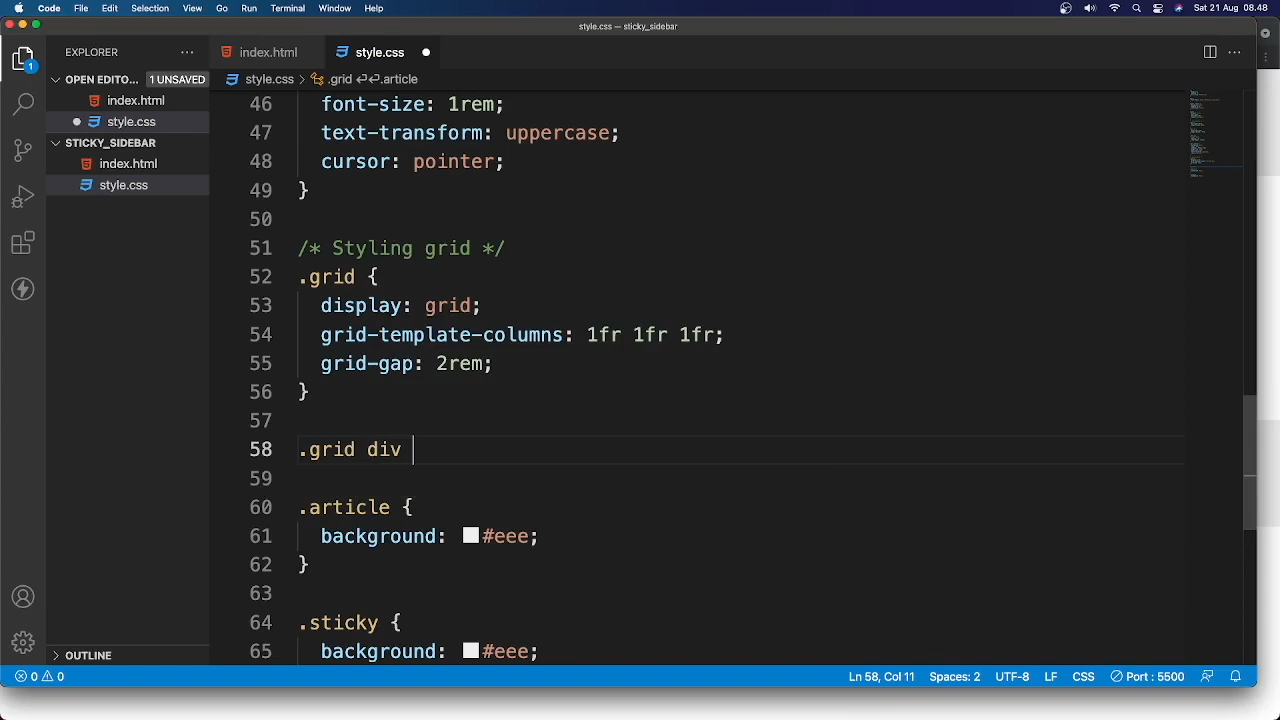 Code File Edit Selection View Go Run Terminal Window Help Sat 21 Aug 08.48
style.css — sticky_sidebar
EXPLORER ··· index.html style.css
OPEN EDITO... 1 UNSAVED style.css > .grid .article
1
index.html
style.css
STICKY_SIDEBAR
index.html
style.css
46 font-size: 1rem;
47 text-transform: uppercase;
48 cursor: pointer;
49 }
50
51 /* Styling grid */
52 .grid {
53 display: grid;
54 grid-template-columns: 1fr 1fr 1fr;
55 grid-gap: 2rem;
56 }
57
58 .grid div
59
60 .article {
61 background: #eee;
62 }
63
64 .sticky {
65 background: #eee;
OUTLINE
0 0 Ln 58, Col 11 Spaces: 2 UTF-8 LF CSS Port : 5500